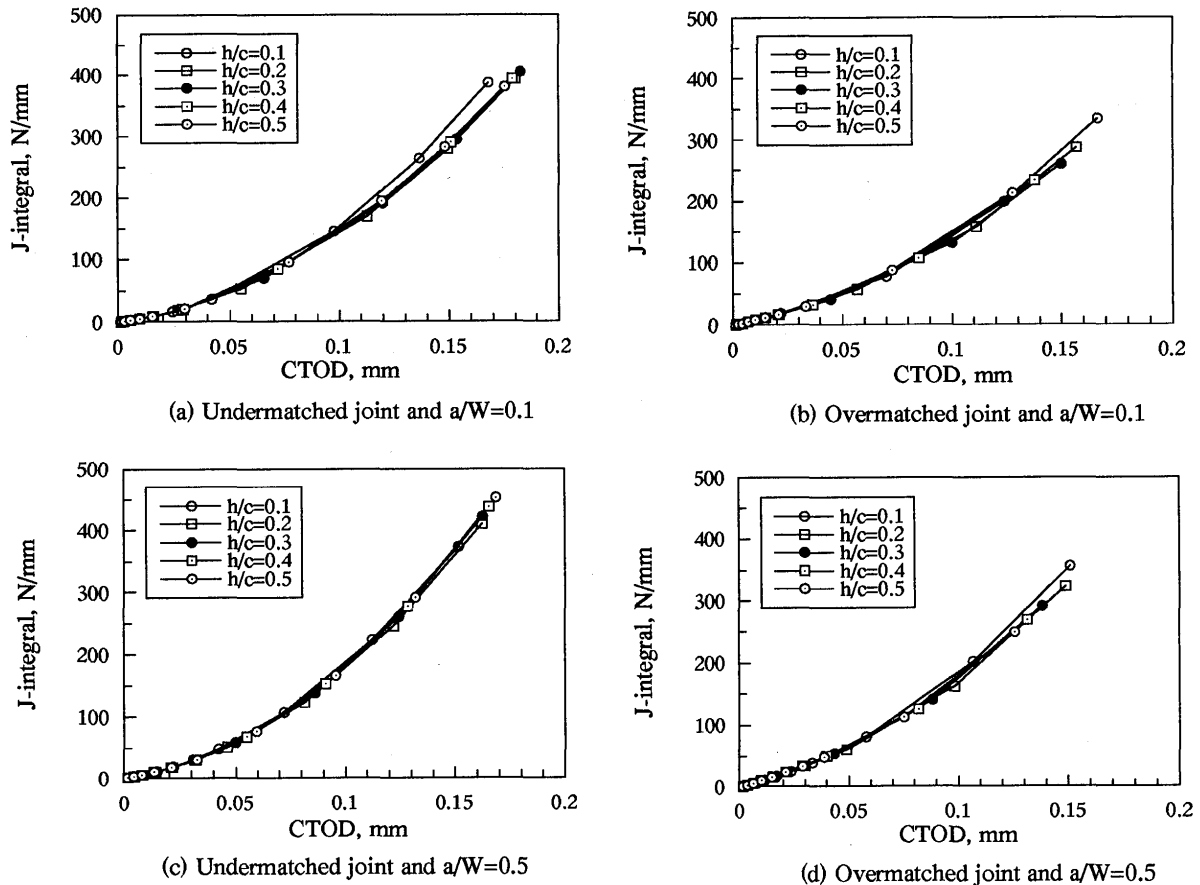 500
400
300
200
100
0
J-integral, N/mm
h/c=0.1
h/c=0.2
h/c=0.3
h/c=0.4
h/c=0.5
0 0.05 0.1 0.15 0.2
CTOD, mm
(a) Undermatched joint and a/W=0.1
500
400
300
200
100
0
J-integral, N/mm
h/c=0.1
h/c=0.2
h/c=0.3
h/c=0.4
h/c=0.5
0 0.05 0.1 0.15 0.2
CTOD, mm
(b) Overmatched joint and a/W=0.1
500
400
300
200
100
0
J-integral, N/mm
h/c=0.1
h/c=0.2
h/c=0.3
h/c=0.4
h/c=0.5
0 0.05 0.1 0.15 0.2
CTOD, mm
(c) Undermatched joint and a/W=0.5
500
400
300
200
100
0
J-integral, N/mm
h/c=0.1
h/c=0.2
h/c=0.3
h/c=0.4
h/c=0.5
0 0.05 0.1 0.15 0.2
CTOD, mm
(d) Overmatched joint and a/W=0.5